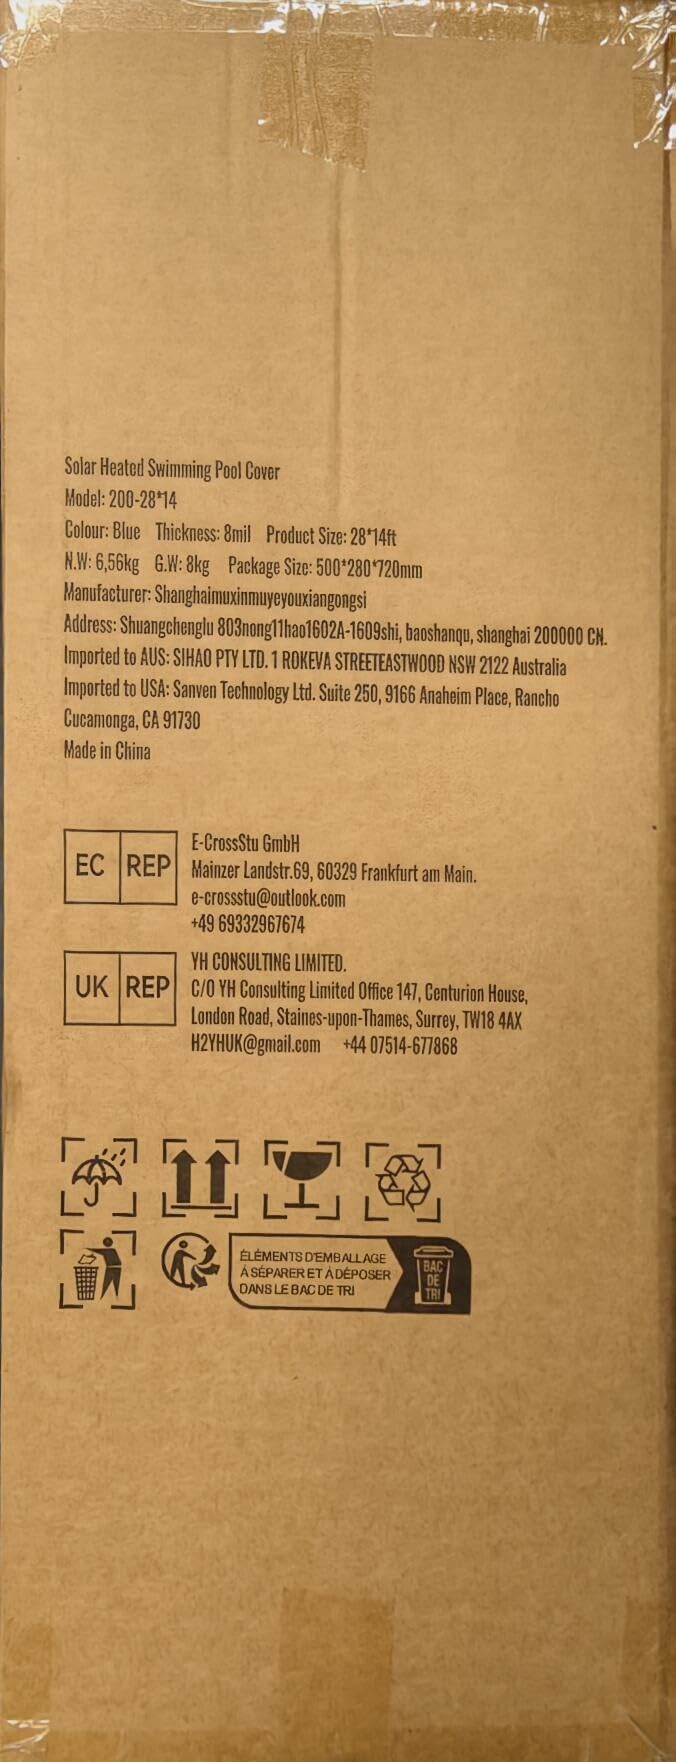 Solar Heated Swimming Pool Cover
Model: 200-28*14
Colour: Blue Thickness: 8mil Product Size: 28*14ft
N.W: 6,56kg G.W: 8kg Package Size: 500*280*720mm
Manufacturer: Shanghaimuxinmuyeyouxiangongsi
Address: Shuangchenglu 803nong11hao1602A-1609shi, baoshanqu, shanghai 200000 CN.
Imported to AUS: SIHAO PTY LTD. 1 ROKEVA STREETEASTWOOD NSW 2122 Australia
Imported to USA: Sanven Technology Ltd. Suite 250, 9166 Anaheim Place, Rancho
Cucamonga, CA 91730
Made in China
EC REP
E-CrossStu GmbH
Mainzer Landstr.69, 60329 Frankfurt am Main.
e-crossstu@outlook.com
+49 69332967674
UK REP
YH CONSULTING LIMITED.
C/O YH Consulting Limited Office 147, Centurion House,
London Road, Staines-upon-Thames, Surrey, TW18 4AX
H2YHUK@gmail.com +44 07514-677868
ÉLÉMENTS D'EMBALLAGE
À SÉPARER ET À DÉPOSER
DANS LE BAC DE TRI
BAC
DE
TRI